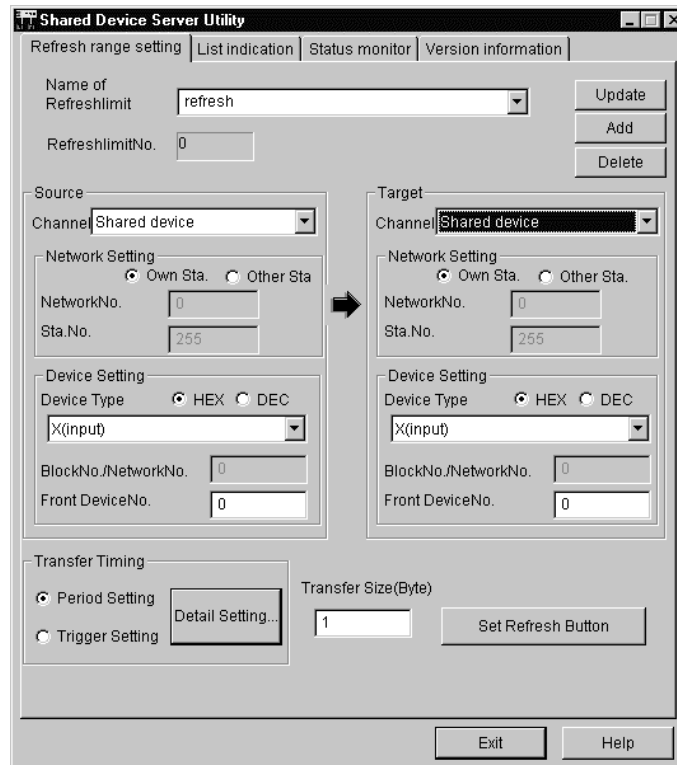 Shared Device Server Utility
Refresh range setting List indication Status monitor Version information
Name of
Refreshlimit
refresh
Update
RefreshlimitNo.
0
Add
Delete
Source
Channel Shared device
Network Setting
Own Sta. Other Sta
NetworkNo. 0
Sta.No. 255
Device Setting
Device Type HEX DEC
X(input)
BlockNo./NetworkNo. 0
Front DeviceNo. 0
Target
Channel Shared device
Network Setting
Own Sta. Other Sta.
NetworkNo. 0
Sta.No. 255
Device Setting
Device Type HEX DEC
X(input)
BlockNo./NetworkNo. 0
Front DeviceNo. 0
Transfer Timing
Period Setting
Trigger Setting
Detail Setting...
Transfer Size(Byte)
1
Set Refresh Button
Exit Help